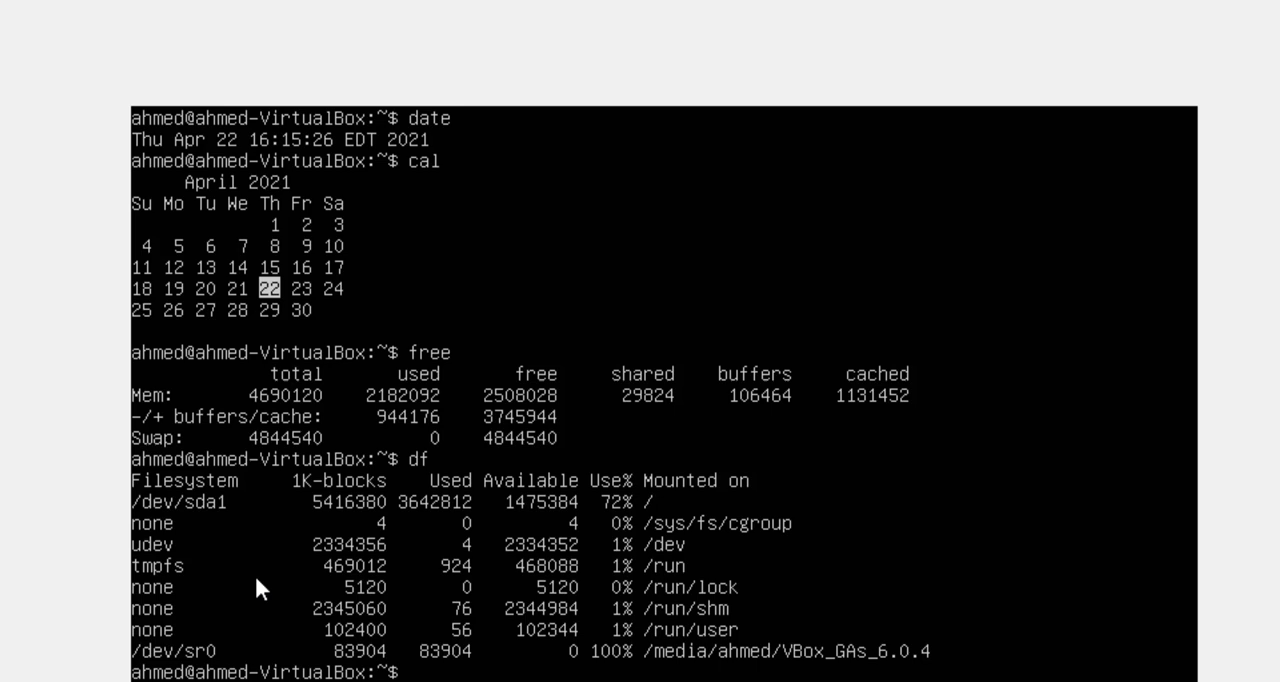 ahmed@ahmed-VirtualBox:~$ date
Thu Apr 22 16:15:26 EDT 2021
ahmed@ahmed-VirtualBox:~$ cal
     April 2021
Su Mo Tu We Th Fr Sa
             1  2  3
 4  5  6  7  8  9 10
11 12 13 14 15 16 17
18 19 20 21 22 23 24
25 26 27 28 29 30
ahmed@ahmed-VirtualBox:~$ free
             total       used       free     shared    buffers     cached
Mem:       4690120    2182092    2508028      29824     106464    1131452
-/+ buffers/cache:     944176    3745944
Swap:      4844540          0    4844540
ahmed@ahmed-VirtualBox:~$ df
Filesystem     1K-blocks    Used Available Use% Mounted on
/dev/sda1        5416380 3642812   1475384  72% /
none                   4       0         4   0% /sys/fs/cgroup
udev             2334356       4   2334352   1% /dev
tmpfs             469012     924    468088   1% /run
none                5120       0      5120   0% /run/lock
none             2345060      76   2344984   1% /run/shm
none              102400      56    102344   1% /run/user
/dev/sr0           83904   83904         0 100% /media/ahmed/VBox_GAs_6.0.4
ahmed@ahmed-VirtualBox:~$